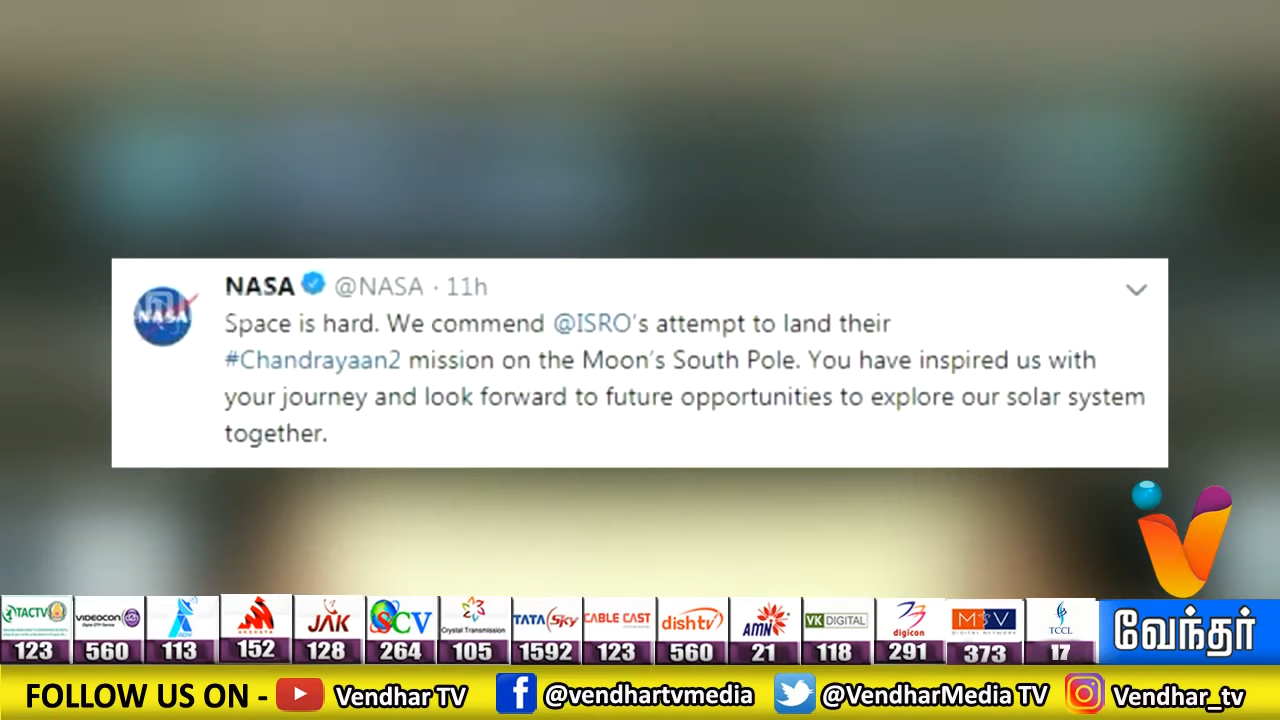 NASA @NASA · 11h
Space is hard. We commend @ISRO's attempt to land their
#Chandrayaan2 mission on the Moon's South Pole. You have inspired us with
your journey and look forward to future opportunities to explore our solar system
together.
NASA
TACTV VIDEOCON ADV AKSHAYA JAK SCV Crystal Transmission TATA Sky CABLE CAST dishtv AMN VK DIGITAL digicon M V TCCL
DIGITAL NETWORK
123 560 113 152 128 264 105 1592 123 560 21 118 291 373 17
வேந்தர்
FOLLOW US ON - Vendhar TV @vendhartvmedia @VendharMedia TV Vendhar_tv